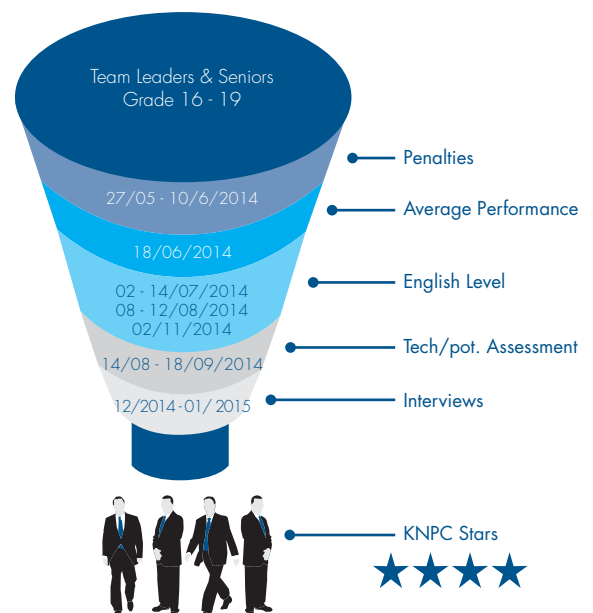 Team Leaders & Seniors
Grade 16 - 19
Penalties
27/05 - 10/6/2014
Average Performance
18/06/2014
English Level
02 - 14/07/2014
08 - 12/08/2014
02/11/2014
Tech/pot. Assessment
14/08 - 18/09/2014
Interviews
12/2014-01/ 2015
KNPC Stars